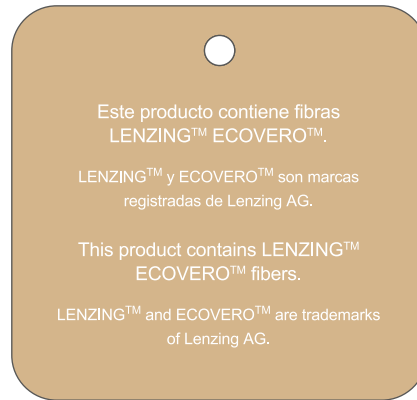 Este producto contiene fibras
LENZING™ ECOVERO™.
LENZING™ y ECOVERO™ son marcas
registradas de Lenzing AG.
This product contains LENZING™
ECOVERO™ fibers.
LENZING™ and ECOVERO™ are trademarks
of Lenzing AG.